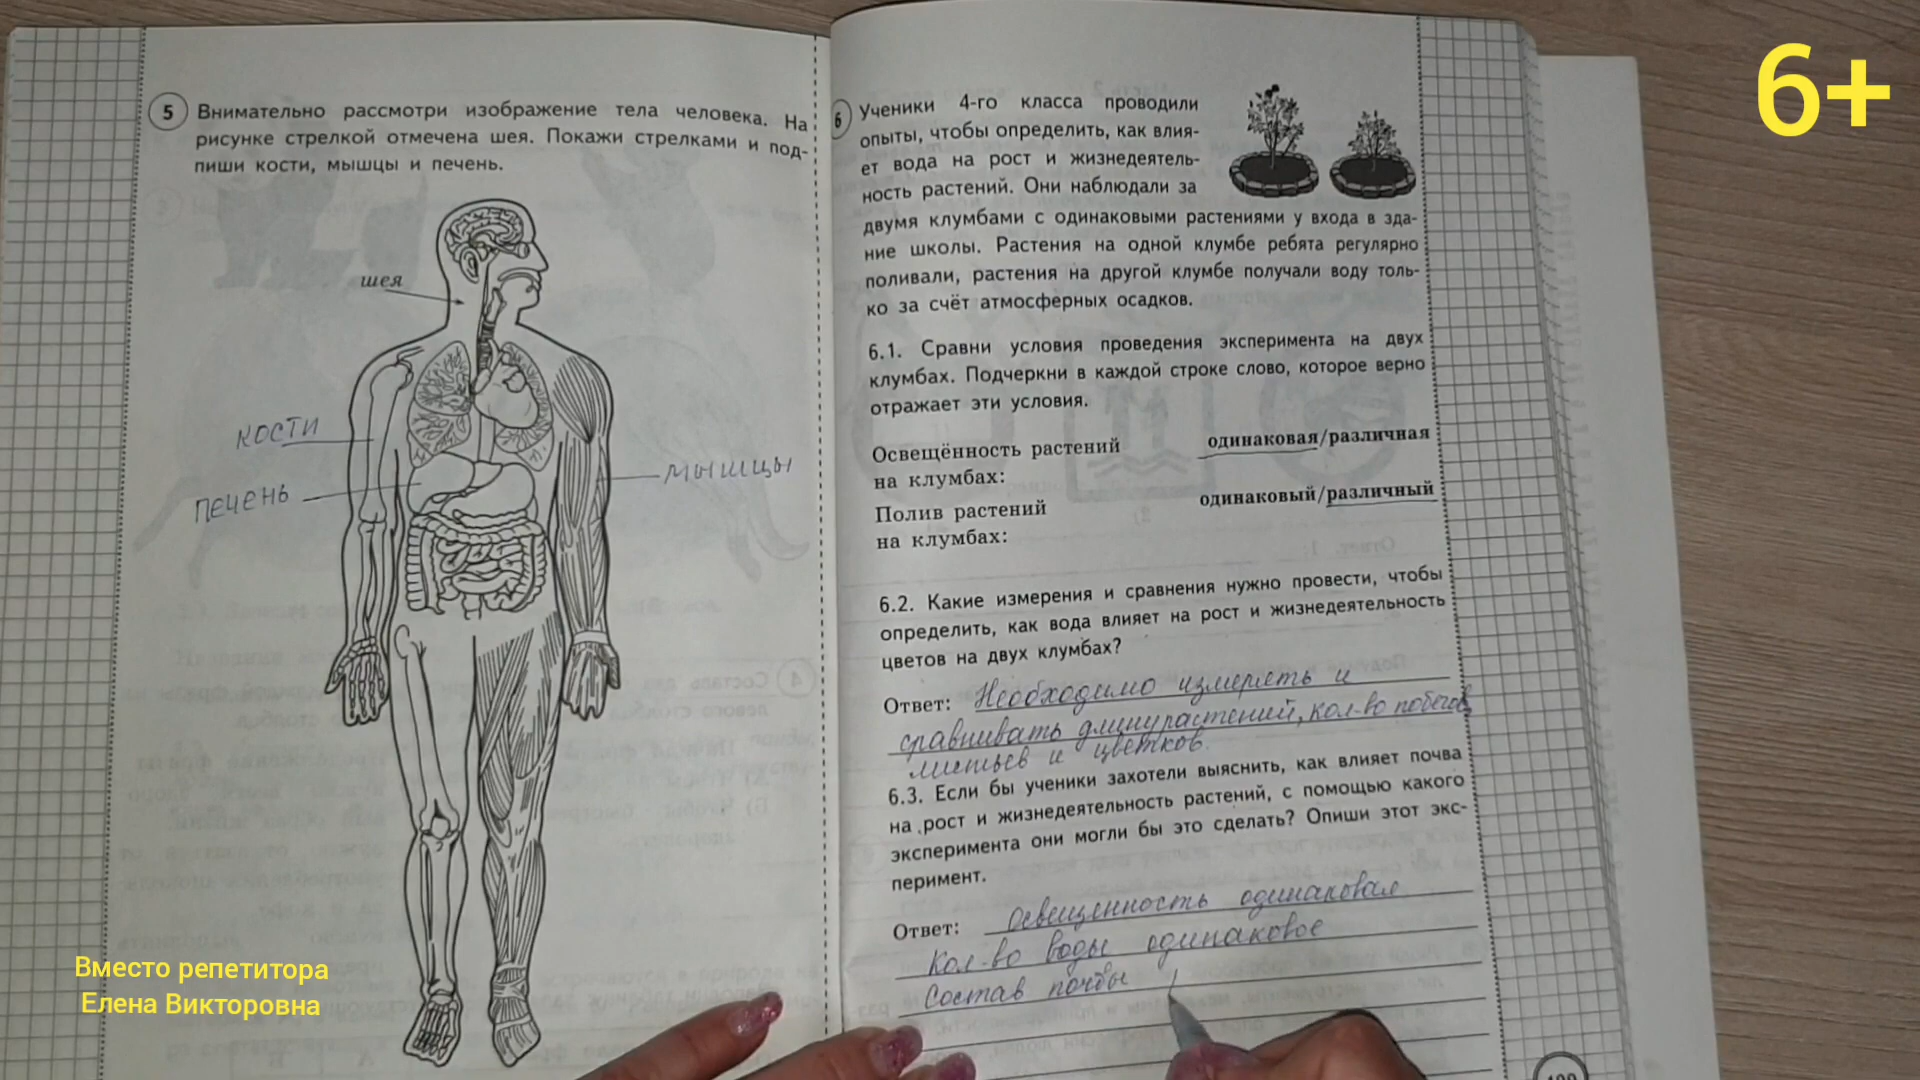 5 Внимательно рассмотри изображение тела человека. На
рисунке стрелкой отмечена шея. Покажи стрелками и под-
пиши кости, мышцы и печень.
шея
кости
печень
мышцы
6 Ученики 4-го класса проводили
опыты, чтобы определить, как влия-
ет вода на рост и жизнедеятель-
ность растений. Они наблюдали за
двумя клумбами с одинаковыми растениями у входа в зда-
ние школы. Растения на одной клумбе ребята регулярно
поливали, растения на другой клумбе получали воду толь-
ко за счёт атмосферных осадков.
6.1. Сравни условия проведения эксперимента на двух
клумбах. Подчеркни в каждой строке слово, которое верно
отражает эти условия.
Освещённость растений одинаковая/различная
на клумбах:
Полив растений одинаковый/различный
на клумбах:
6.2. Какие измерения и сравнения нужно провести, чтобы
определить, как вода влияет на рост и жизнедеятельность
цветов на двух клумбах?
Ответ: Необходимо измерять и
сравнивать длину растений, кол-во побегов,
листьев и цветков.
6.3. Если бы ученики захотели выяснить, как влияет почва
на рост и жизнедеятельность растений, с помощью какого
эксперимента они могли бы это сделать? Опиши этот экс-
перимент.
Ответ: освещенность одинаковая
Кол-во воды одинаковое
Состав почвы
6+
Вместо репетитора
Елена Викторовна